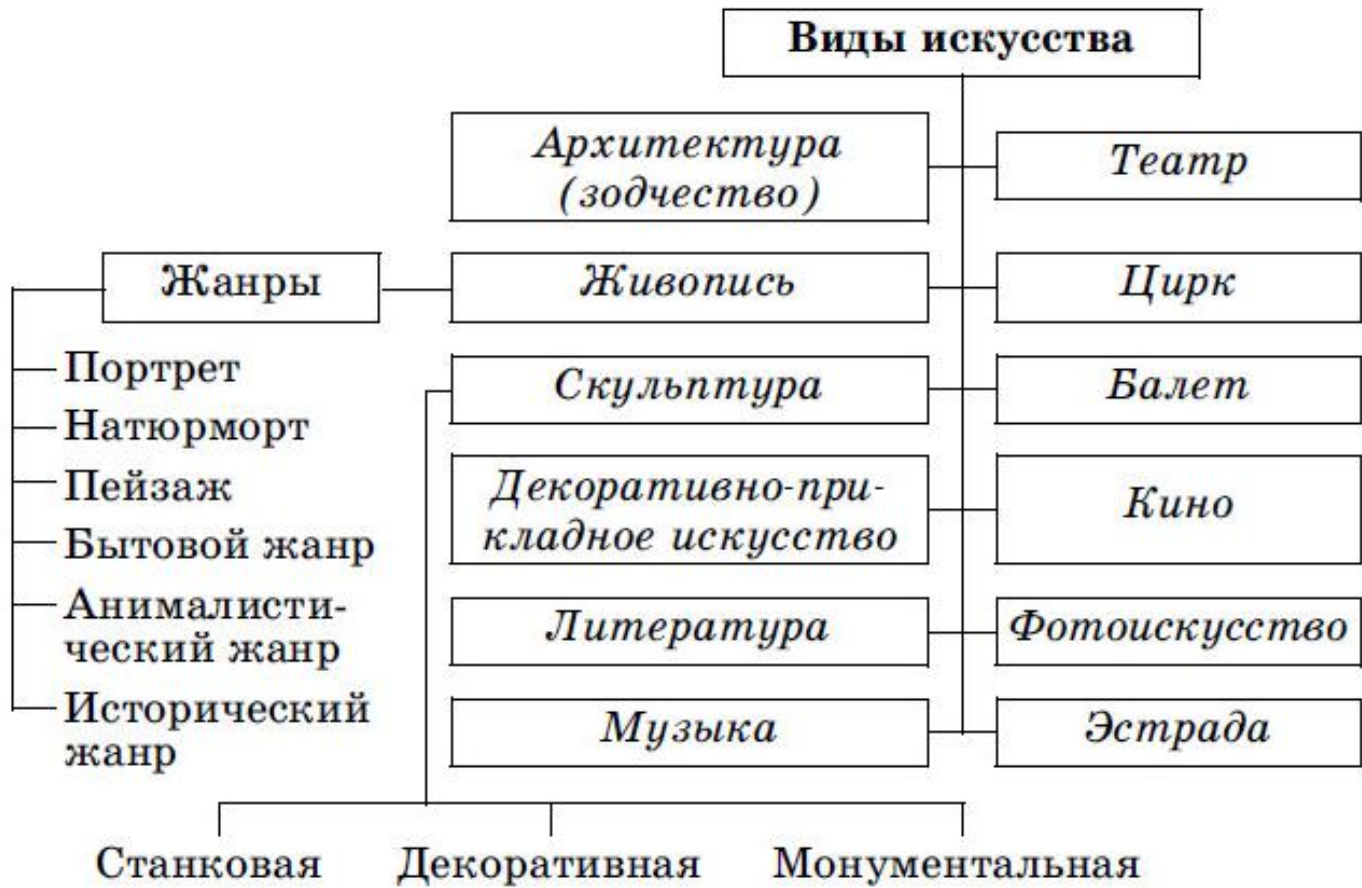 Виды искусства
Архитектура
(зодчество)
Театр
Жанры
Живопись
Цирк
Портрет
Натюрморт
Пейзаж
Бытовой жанр
Анималисти-
ческий жанр
Исторический
жанр
Скульптура
Балет
Декоративно-при-
кладное искусство
Кино
Литература
Фотоискусство
Музыка
Эстрада
Станковая
Декоративная
Монументальная